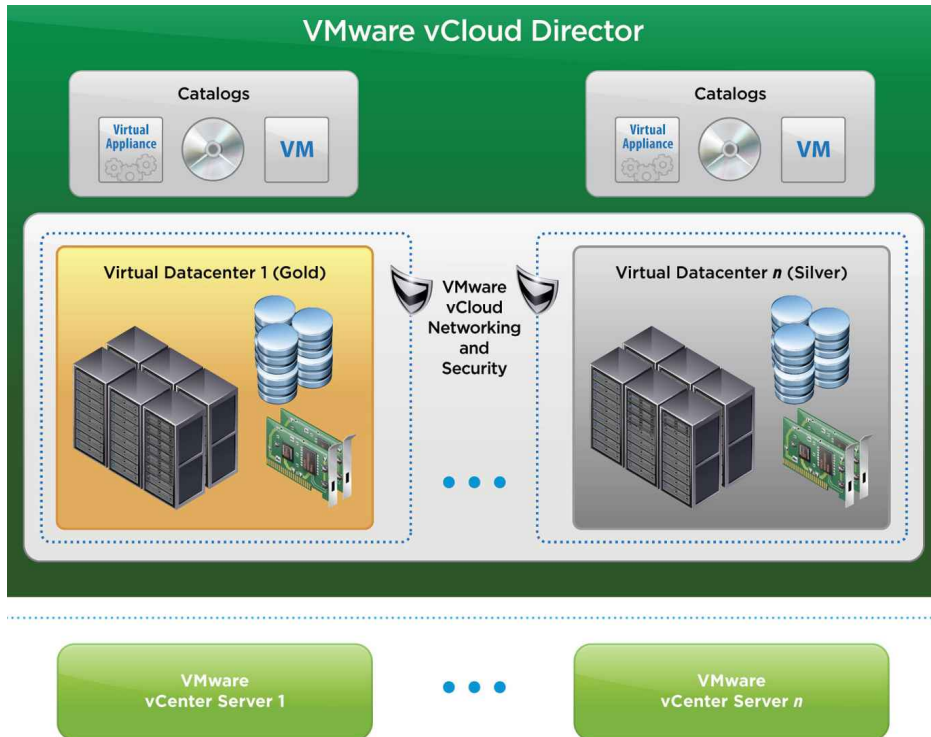 VMware vCloud Director
Catalogs
Virtual
Appliance
VM
Catalogs
Virtual
Appliance
VM
Virtual Datacenter 1 (Gold)
VMware
vCloud
Networking
and
Security
Virtual Datacenter n (Silver)
VMware
vCenter Server 1
VMware
vCenter Server n